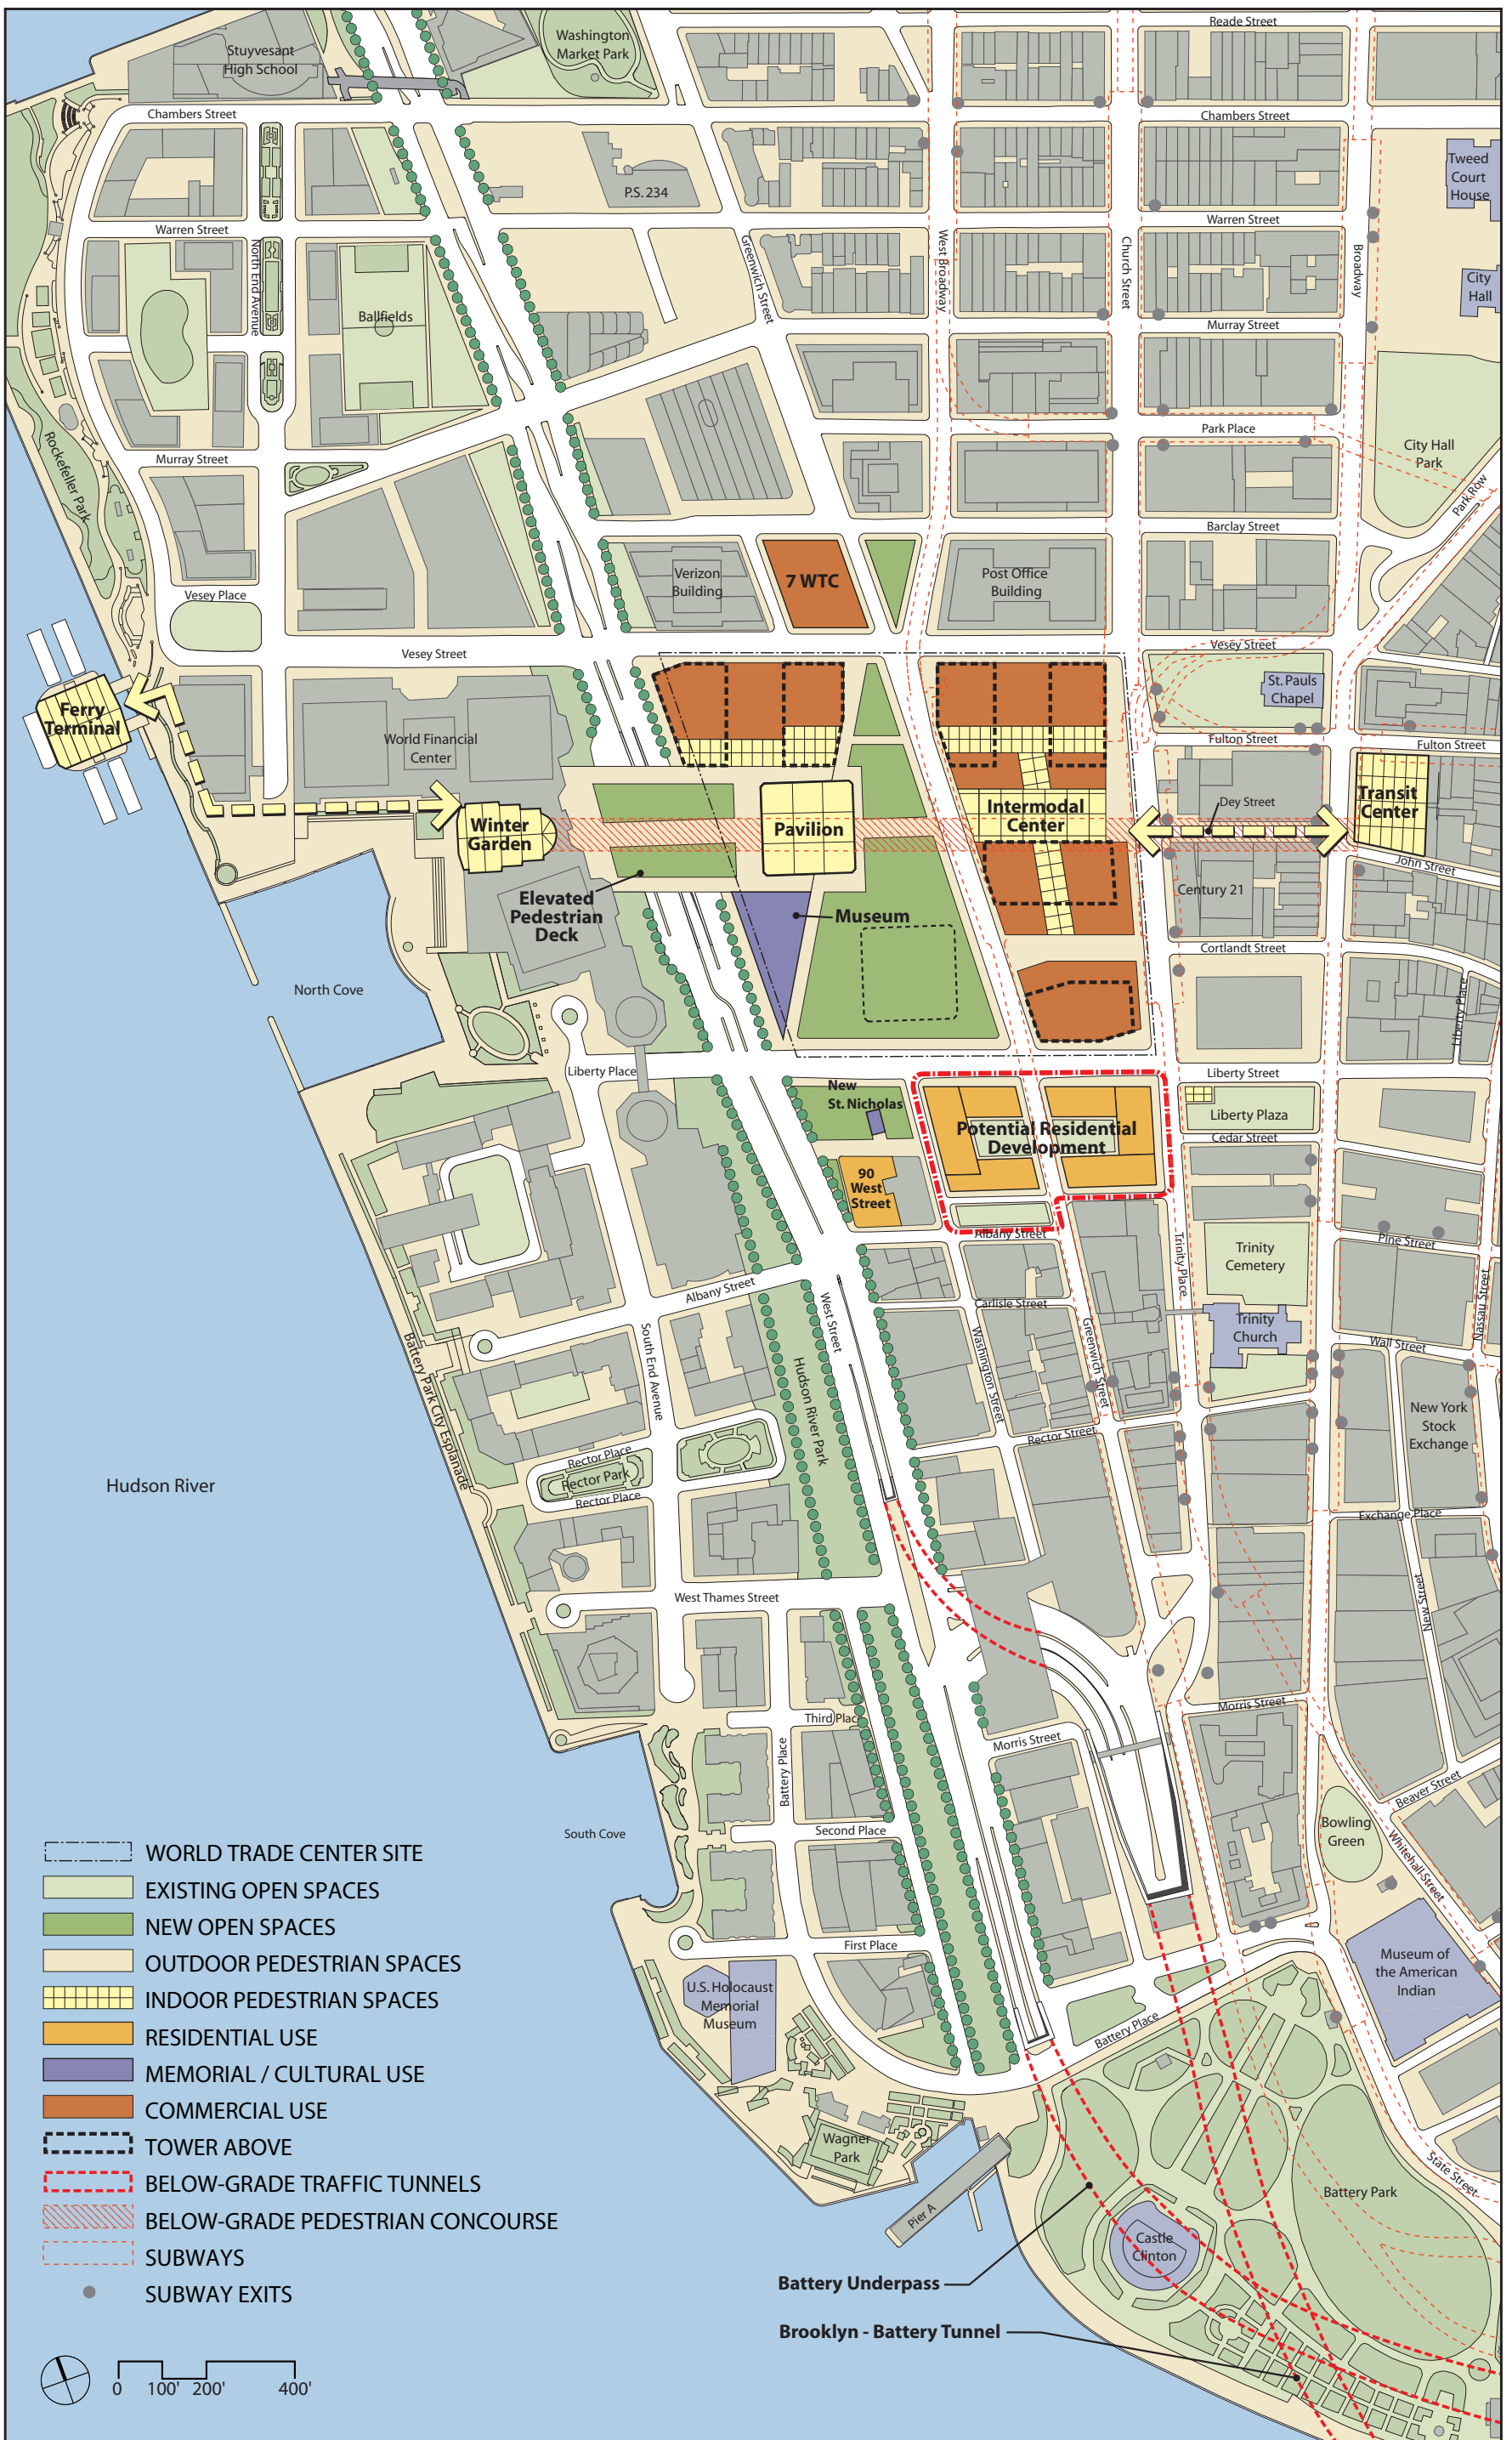 Reade Street
Stuyvesant
High School
Washington
Market Park
Chambers Street
Chambers Street
P.S. 234
Tweed
Court
House
Warren Street
Warren Street
North End Avenue
Greenwich Street
West Broadway
Church Street
Broadway
City
Hall
Ballfields
Murray Street
Rockefeller Park
Park Place
City Hall
Park
Murray Street
Park Row
Barclay Street
Verizon
Building
7 WTC
Post Office
Building
Vesey Place
Vesey Street
Vesey Street
St. Pauls
Chapel
Ferry
Terminal
World Financial
Center
Fulton Street
Fulton Street
Winter
Garden
Pavilion
Intermodal
Center
Dey Street
Transit
Center
John Street
Elevated
Pedestrian
Deck
Museum
Century 21
Cortlandt Street
North Cove
Liberty Place
Liberty Place
Liberty Street
New
St. Nicholas
Liberty Plaza
Potential Residential
Development
Cedar Street
90
West
Street
Albany Street
Pine Street
Trinity
Cemetery
Trinity Place
Albany Street
West Street
Carlisle Street
Trinity
Church
Nassau Street
Wall Street
Battery Park City Esplanade
South End Avenue
Hudson River Park
Washington Street
Greenwich Street
New York
Stock
Exchange
Rector Street
Rector Place
Rector Park
Rector Place
Hudson River
Exchange Place
West Thames Street
New Street
Morris Street
Third Place
Morris Street
Battery Place
Beaver Street
Second Place
South Cove
Bowling
Green
Whitehall Street
First Place
Museum of
the American
Indian
U.S. Holocaust
Memorial
Museum
Battery Place
Wagner
Park
State Street
Battery Park
Pier A
Castle
Clinton
Battery Underpass
Brooklyn - Battery Tunnel
WORLD TRADE CENTER SITE
EXISTING OPEN SPACES
NEW OPEN SPACES
OUTDOOR PEDESTRIAN SPACES
INDOOR PEDESTRIAN SPACES
RESIDENTIAL USE
MEMORIAL / CULTURAL USE
COMMERCIAL USE
TOWER ABOVE
BELOW-GRADE TRAFFIC TUNNELS
BELOW-GRADE PEDESTRIAN CONCOURSE
SUBWAYS
SUBWAY EXITS
0 100' 200' 400'